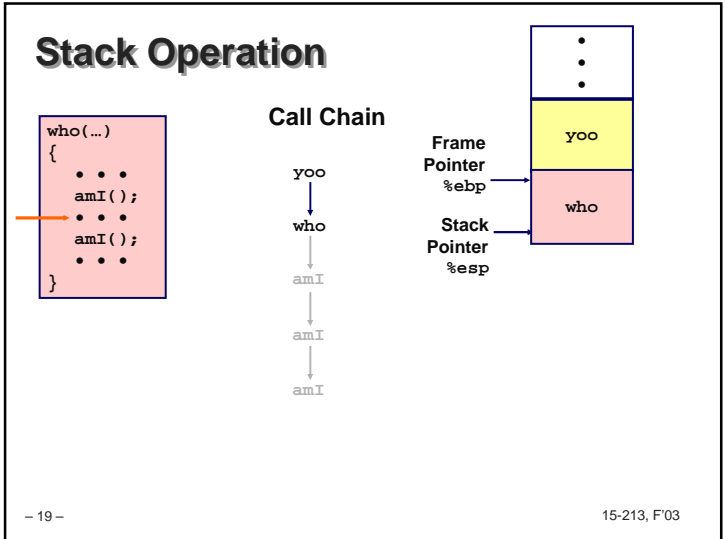 Stack Operation
who(…)
{
• • •
amI();
• • •
amI();
• • •
}
Call Chain
yoo
who
amI
amI
amI
Frame
Pointer
%ebp
Stack
Pointer
%esp
•
•
•
yoo
who
– 19 –
15-213, F'03